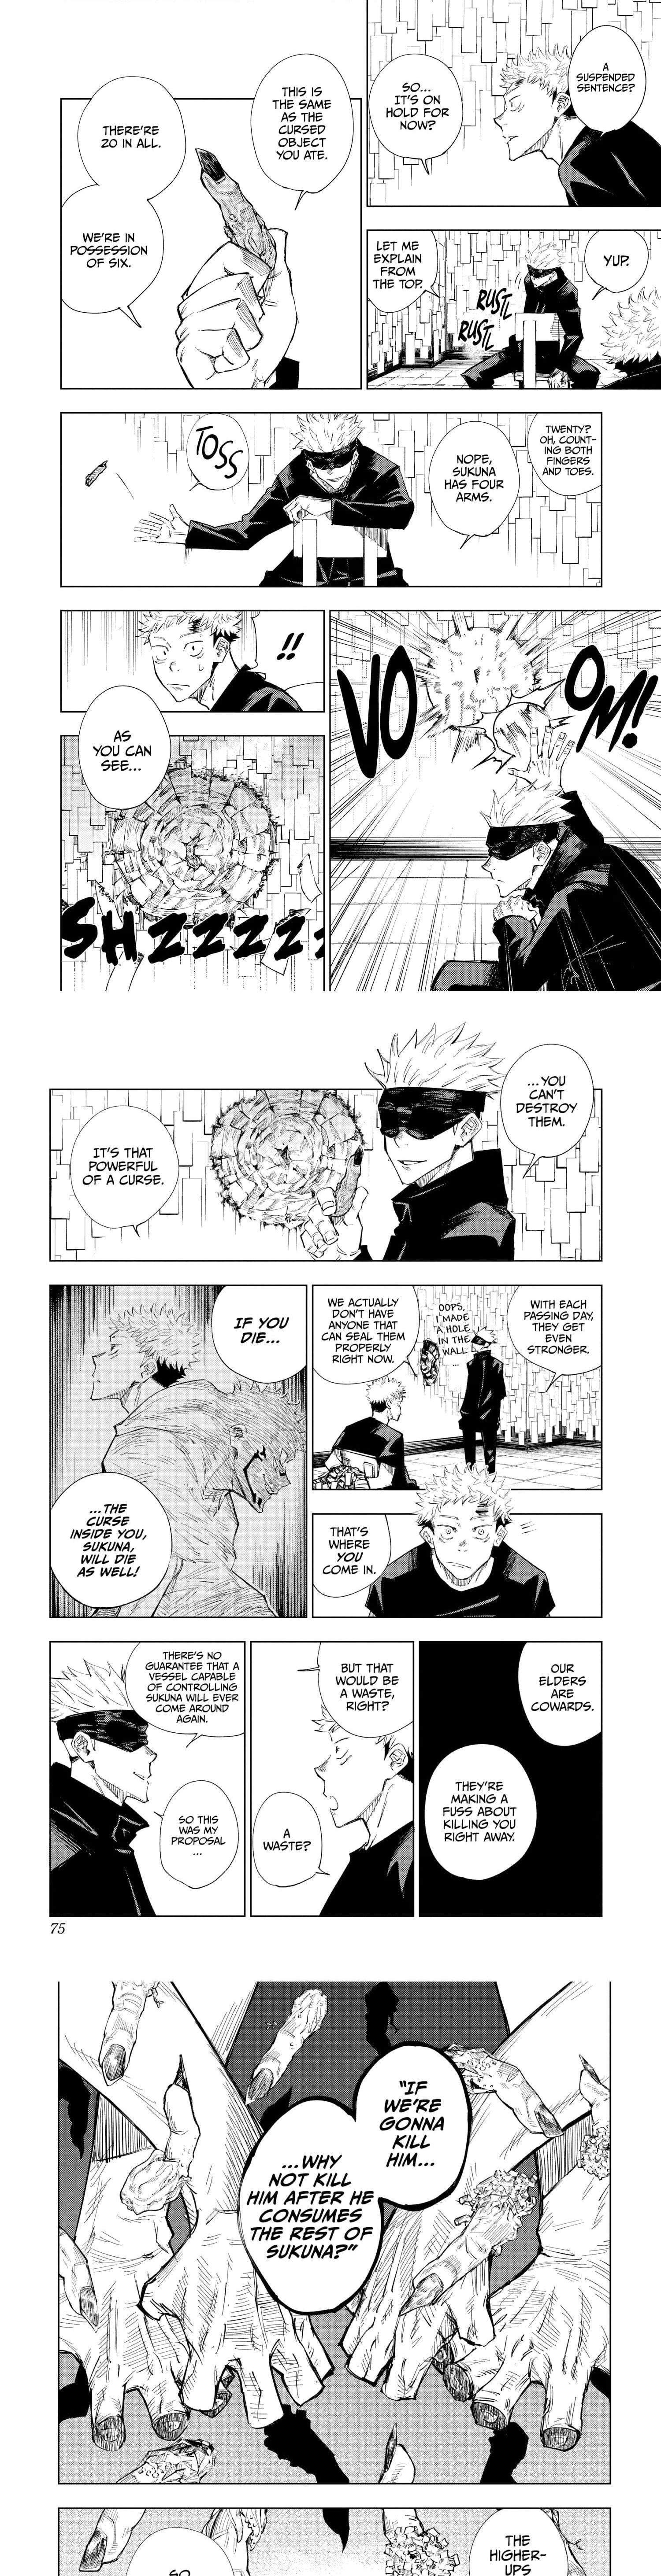 A
SUSPENDED
SENTENCE?
SO...
IT'S ON
HOLD FOR
NOW?
THIS IS
THE SAME
AS THE
CURSED
OBJECT
YOU ATE.
THERE'RE
20 IN ALL.
WE'RE IN
POSSESSION
OF SIX.
YUP.
LET ME
EXPLAIN
FROM
THE TOP.
RUSTL
RUSTL
TWENTY?
OH, COUNT-
ING BOTH
FINGERS
AND TOES.
NOPE,
SUKUNA
HAS FOUR
ARMS.
TOSS
VOOM!
!!
AS
YOU CAN
SEE...
SHZZZZZ
...YOU
CAN'T
DESTROY
THEM.
IT'S THAT
POWERFUL
OF A CURSE.
WITH EACH
PASSING DAY,
THEY GET
EVEN
STRONGER.
OOPS,
I MADE
A HOLE
IN THE
WALL
...
WE ACTUALLY
DON'T HAVE
ANYONE THAT
CAN SEAL THEM
PROPERLY
RIGHT NOW.
THAT'S
WHERE
YOU
COME IN.
IF YOU
DIE...
...THE
CURSE
INSIDE YOU,
SUKUNA,
WILL DIE
AS WELL!
OUR
ELDERS
ARE
COWARDS.
THEY'RE
MAKING A
FUSS ABOUT
KILLING YOU
RIGHT AWAY.
BUT THAT
WOULD BE
A WASTE,
RIGHT?
A
WASTE?
THERE'S NO
GUARANTEE THAT A
VESSEL CAPABLE
OF CONTROLLING
SUKUNA WILL EVER
COME AROUND
AGAIN.
SO THIS
WAS MY
PROPOSAL
...
75
"IF
WE'RE
GONNA
KILL
HIM...
...WHY
NOT KILL
HIM AFTER HE
CONSUMES
THE REST OF
SUKUNA?"
THE
HIGHER-
UPS
SO